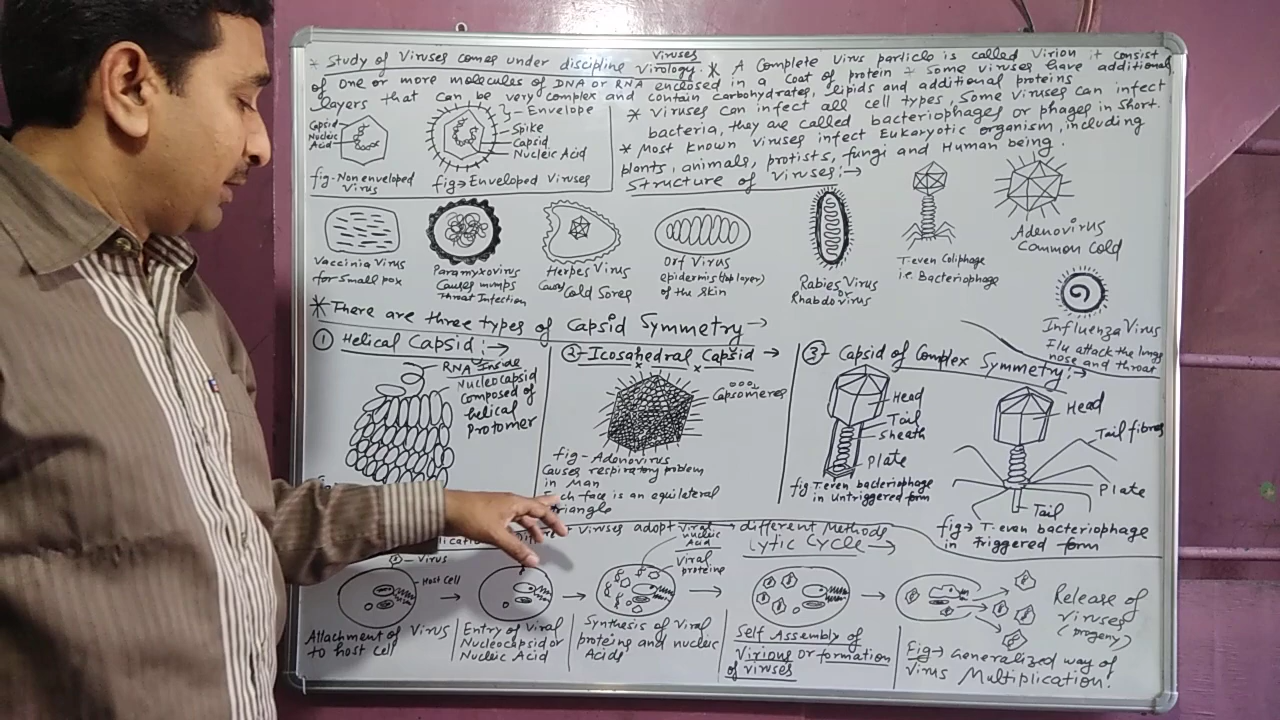 Viruses
* Study of Viruses comes under discipline Virology. * A Complete Virus particle is called Virion it consist
of one or more molecules of DNA or RNA enclosed in a Coat of protein + Some viruses have additional
layers that can be very complex and contain carbohydrates, lipids and additional proteins
* Viruses can infect all cell types, Some Viruses can infect
bacteria, they are called bacteriophages or phages in Short.
* Most known Viruses infect Eukaryotic organism, including
plants, animals, protists, fungi and Human being.
Capsid
Nucleic
Acid
fig- Non enveloped
Virus
Envelope
Spike
Capsid
Nucleic Acid
fig→ Enveloped Viruses
Structure of Viruses:→
Vaccinia Virus
for Small pox
Paramyxovirus
Causes mumps
Throat Infection
Herpes Virus
Cause
Cold Sores
Orf Virus
epidermis (top layer)
of the Skin
Rabies Virus
or
Rhabdovirus
T-even Coliphage
i.e. Bacteriophage
Adenovirus
Common Cold
Influenza Virus
Flu attack the lungs
nose and throat
* There are three types of Capsid Symmetry→
① Helical Capsid:→
RNA Inside
Nucleocapsid
composed of
helical
Protomer
②- Icosahedral Capsid →
Capsomeres
fig - Adenovirus
Causes respiratory problem
in Man
ch face is an equilateral
triangle
③- Capsid of Complex Symmetry:→
Head
Tail
Sheath
Plate
fig T.even bacteriophage
in Untriggered form
Head
Tail fibres
Plate
Tail
fig→ T.even bacteriophage
in Triggered form
Viruses adopt different Methods
Lytic Cycle →
Virus
Host Cell
Attachment of Virus
to host Cell
Entry of Viral
Nucleocapsid or
Nucleic Acid
Viral
nucleic
Acid
Viral
proteine
Synthesis of Viral
proteins and nucleic
Acids
Self Assembly of
Virions or formation
of viruses
Release of
Viruses
(progeny)
Fig→ Generalized way of
Virus Multiplication.